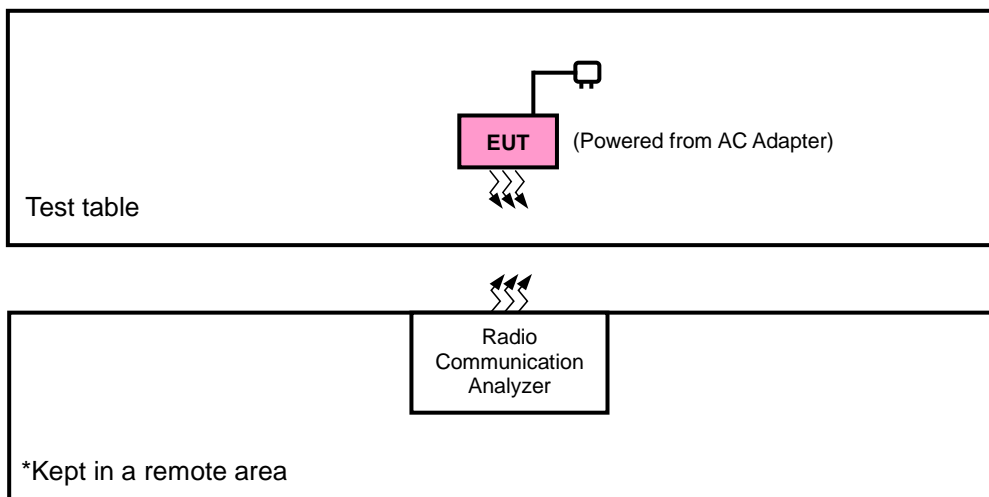 EUT
(Powered from AC Adapter)
Test table
Radio
Communication
Analyzer
*Kept in a remote area